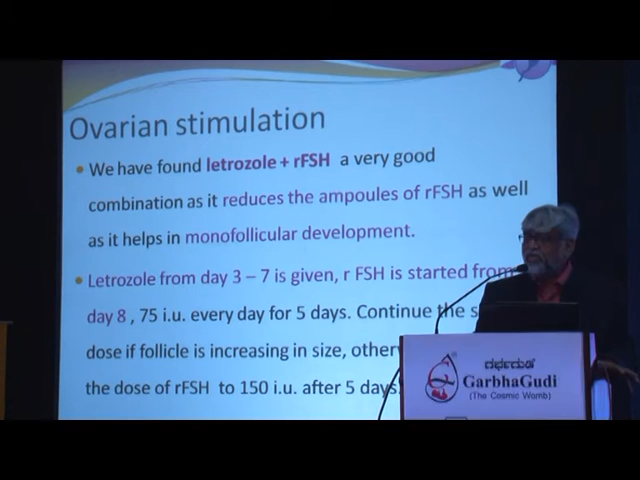 Ovarian stimulation
We have found letrozole + rFSH a very good
combination as it reduces the ampoules of rFSH as well
as it helps in monofollicular development.
Letrozole from day 3 – 7 is given, r FSH is started from
day 8 , 75 i.u. every day for 5 days. Continue the s
dose if follicle is increasing in size, other
the dose of rFSH to 150 i.u. after 5 days.
ಗರ್ಭಗುಡಿ
GarbhaGudi
(The Cosmic Womb)